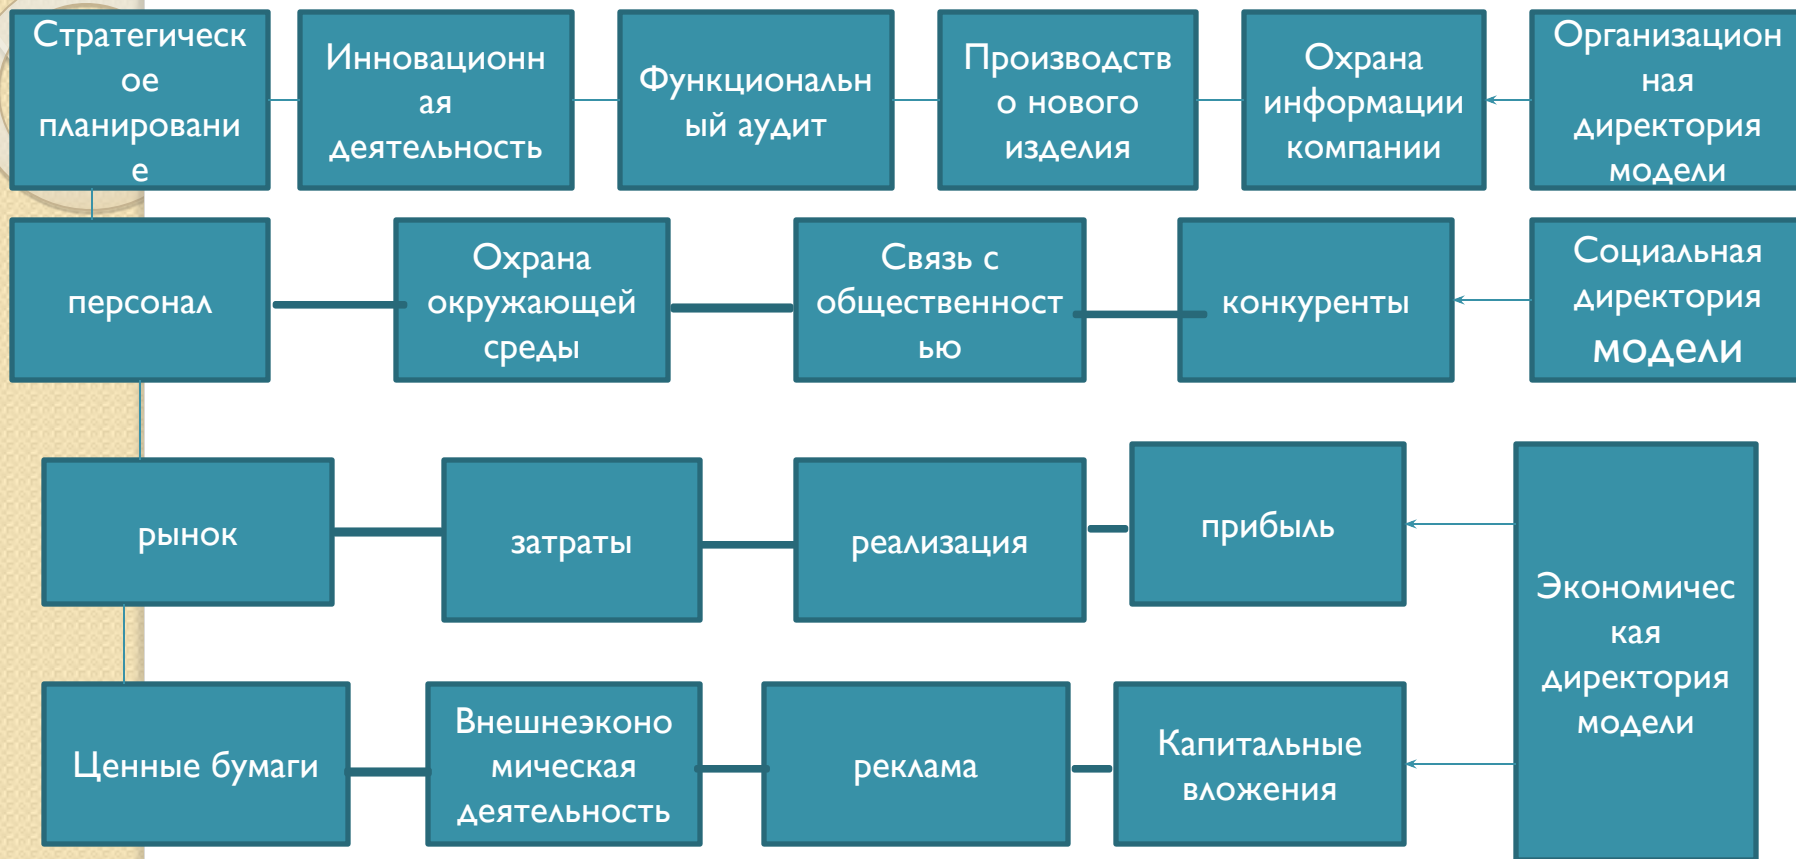 Стратегическ
ое
планировани
е
Инновационн
ая
деятельность
Функциональн
ый аудит
Производств
о нового
изделия
Охрана
информации
компании
Организацион
ная
директория
модели
персонал
Охрана
окружающей
среды
Связь с
общественност
ью
конкуренты
Социальная
директория
модели
рынок
затраты
реализация
прибыль
Экономичес
кая
директория
модели
Ценные бумаги
Внешнеэконо
мическая
деятельность
реклама
Капитальные
вложения